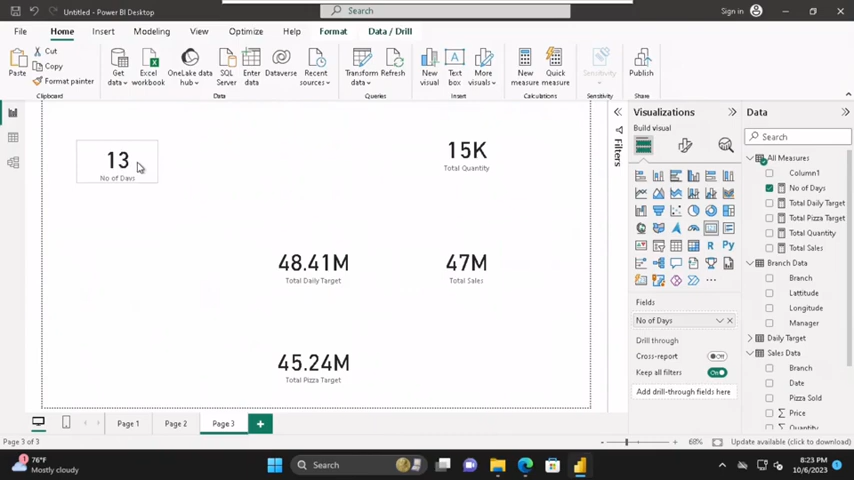 Untitled - Power BI Desktop
Search
Sign in
File
Home
Insert
Modeling
View
Optimize
Help
Format
Data / Drill
Paste
Cut
Copy
Format painter
Get data
Excel workbook
OneLake data hub
SQL Server
Enter data
Dataverse
Recent sources
Transform data
Refresh
New visual
Text box
More visuals
New measure
Quick measure
Sensitivity
Publish
Clipboard
Data
Queries
Insert
Calculations
Sensitivity
Share
13
No of Days
15K
Total Quantity
48.41M
Total Daily Target
47M
Total Sales
45.24M
Total Pizza Target
Filters
Visualizations
Build visual
R
Py
Fields
No of Days
Drill through
Cross-report
Off
Keep all filters
On
Add drill-through fields here
Data
Search
All Measures
Column1
No of Days
Total Daily Target
Total Pizza Target
Total Quantity
Total Sales
Branch Data
Branch
Lattitude
Longitude
Manager
Daily Target
Sales Data
Branch
Date
Pizza Sold
Price
Quantity
Page 1
Page 2
Page 3
Page 3 of 3
68%
Update available (click to download)
76°F
Mostly cloudy
Search
8:23 PM
10/6/2023